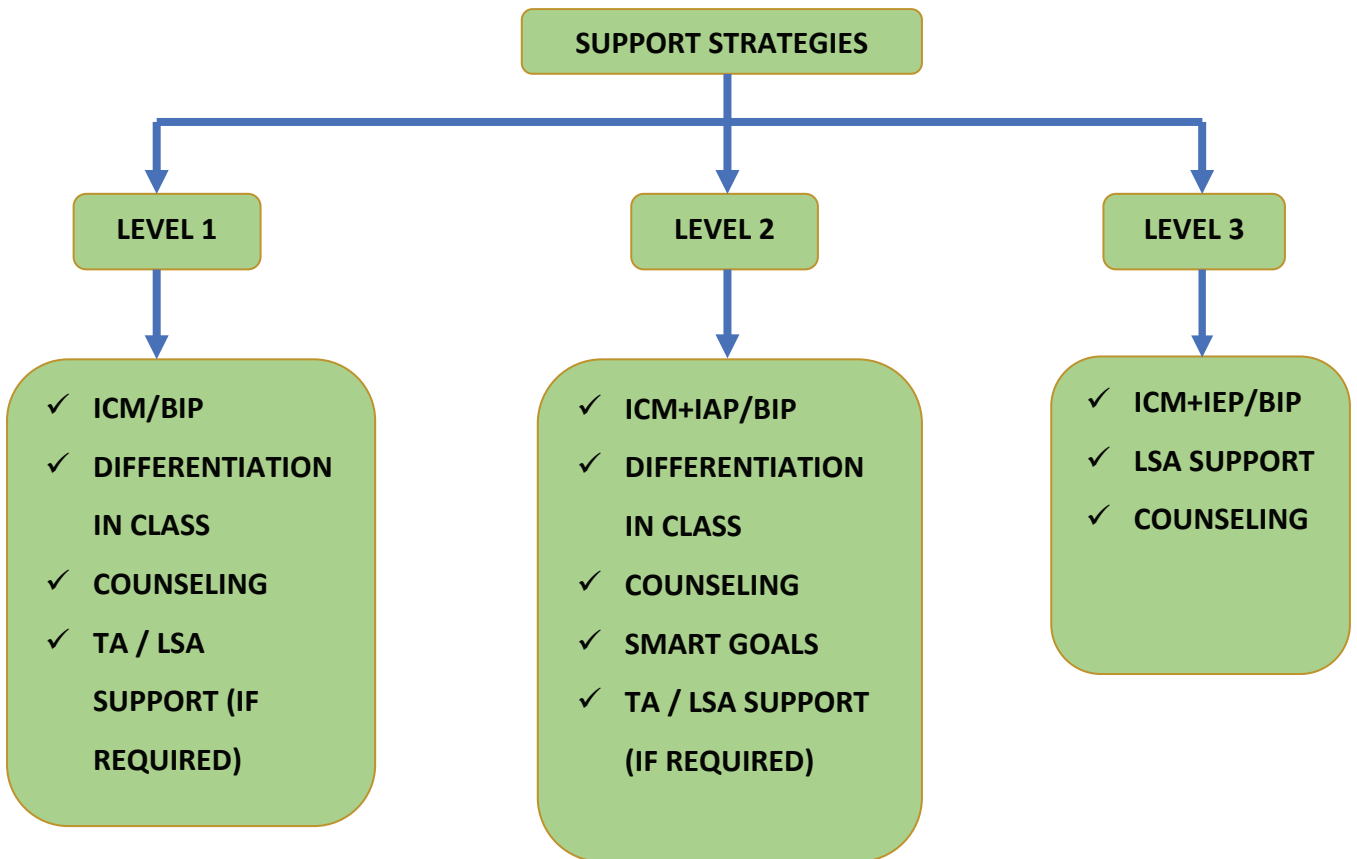 SUPPORT STRATEGIES
LEVEL 1
LEVEL 2
LEVEL 3
✓ ICM/BIP
✓ DIFFERENTIATION
IN CLASS
✓ COUNSELING
✓ TA / LSA
SUPPORT (IF
REQUIRED)
✓ ICM+IAP/BIP
✓ DIFFERENTIATION
IN CLASS
✓ COUNSELING
✓ SMART GOALS
✓ TA / LSA SUPPORT
(IF REQUIRED)
✓ ICM+IEP/BIP
✓ LSA SUPPORT
✓ COUNSELING